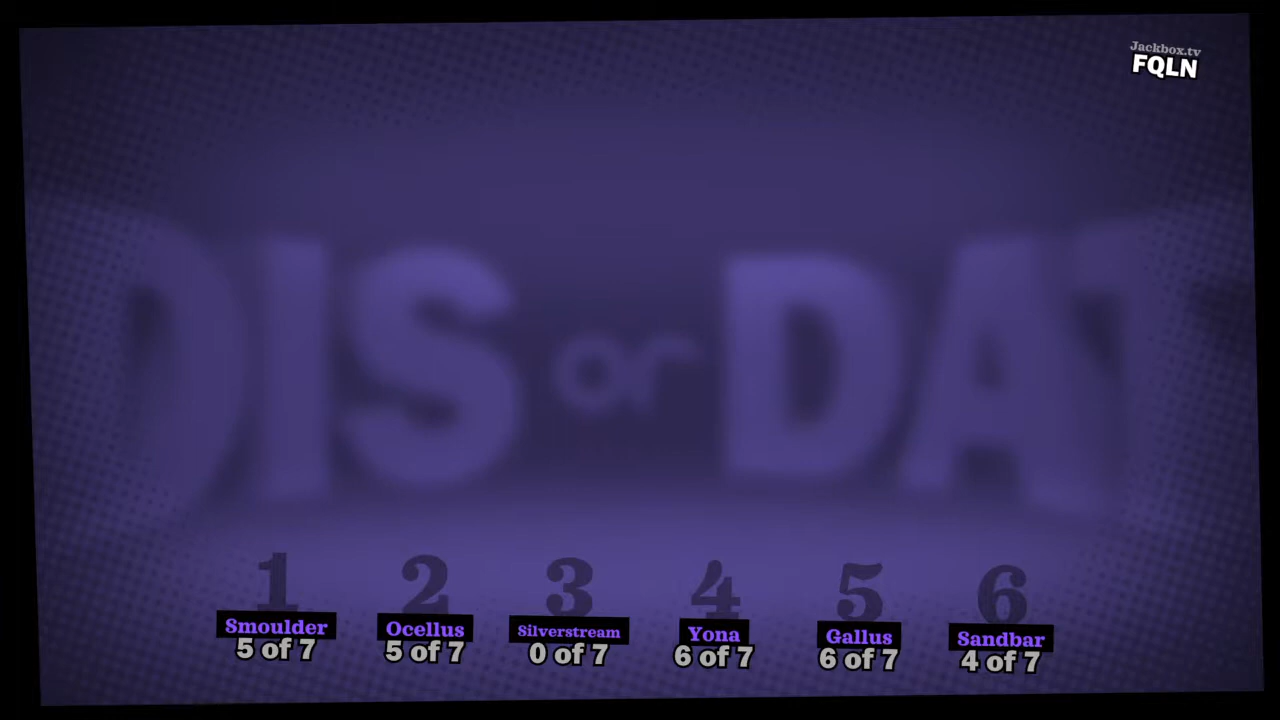 Jackbox.tv
FQLN
DIS or DAT
1 2 3 4 5 6
Smoulder Ocellus Silverstream Yona Gallus Sandbar
5 of 7 5 of 7 0 of 7 6 of 7 6 of 7 4 of 7